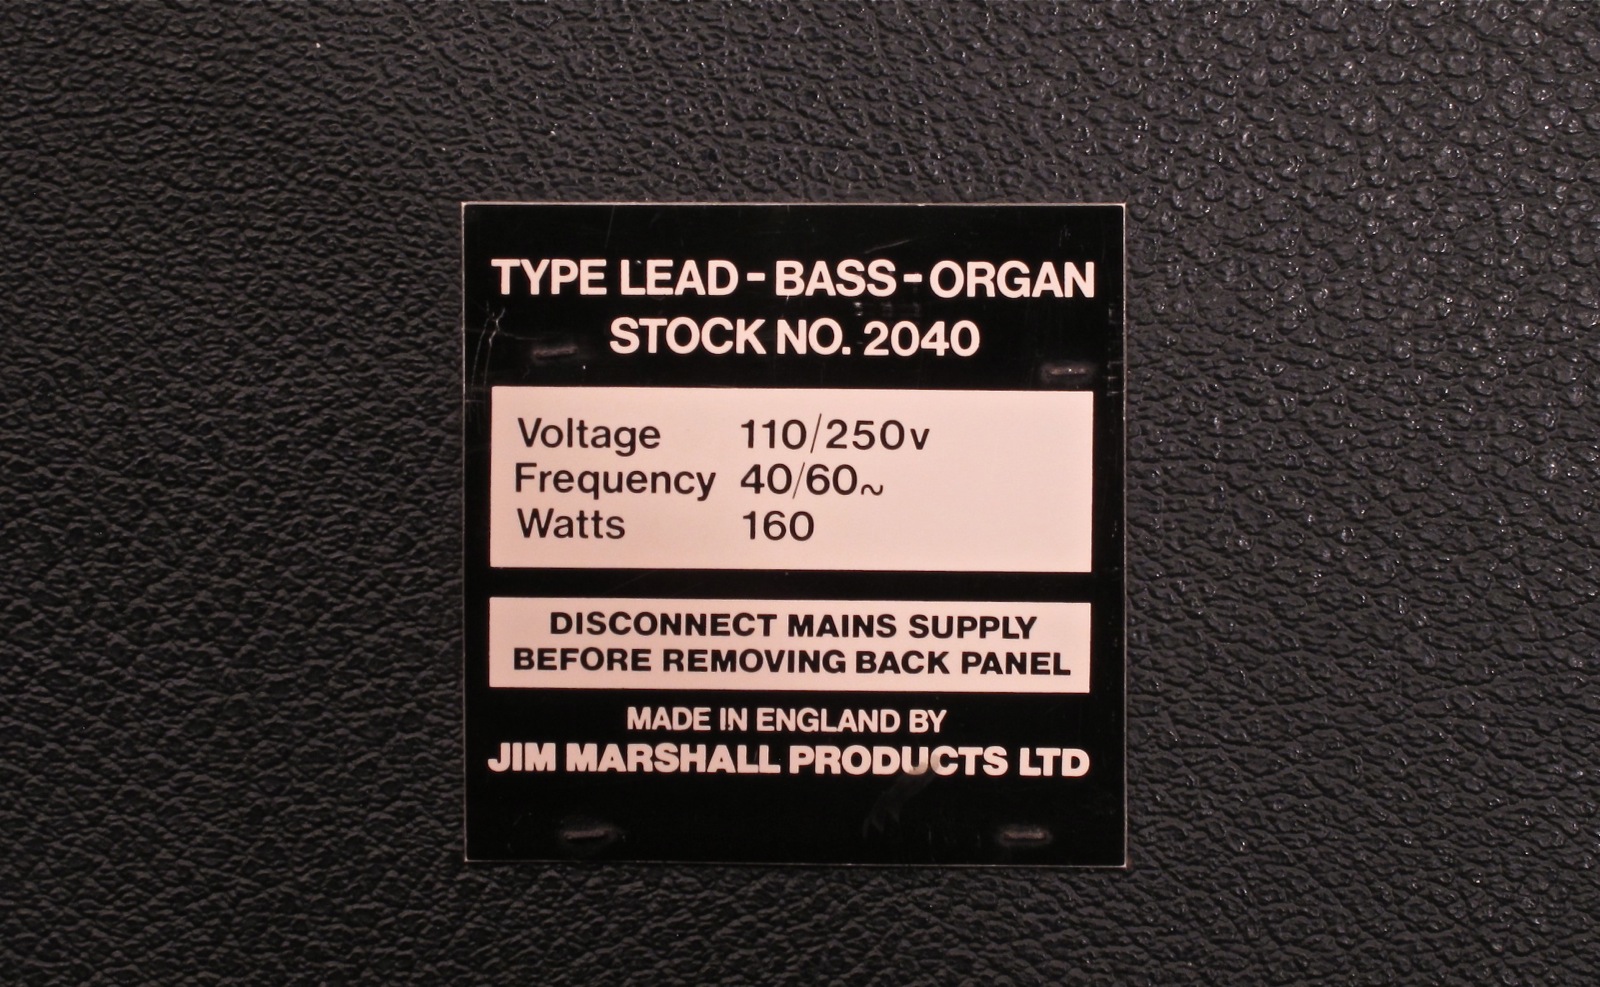 TYPE LEAD - BASS - ORGAN
STOCK NO. 2040
Voltage 110/250v
Frequency 40/60~
Watts 160
DISCONNECT MAINS SUPPLY
BEFORE REMOVING BACK PANEL
MADE IN ENGLAND BY
JIM MARSHALL PRODUCTS LTD